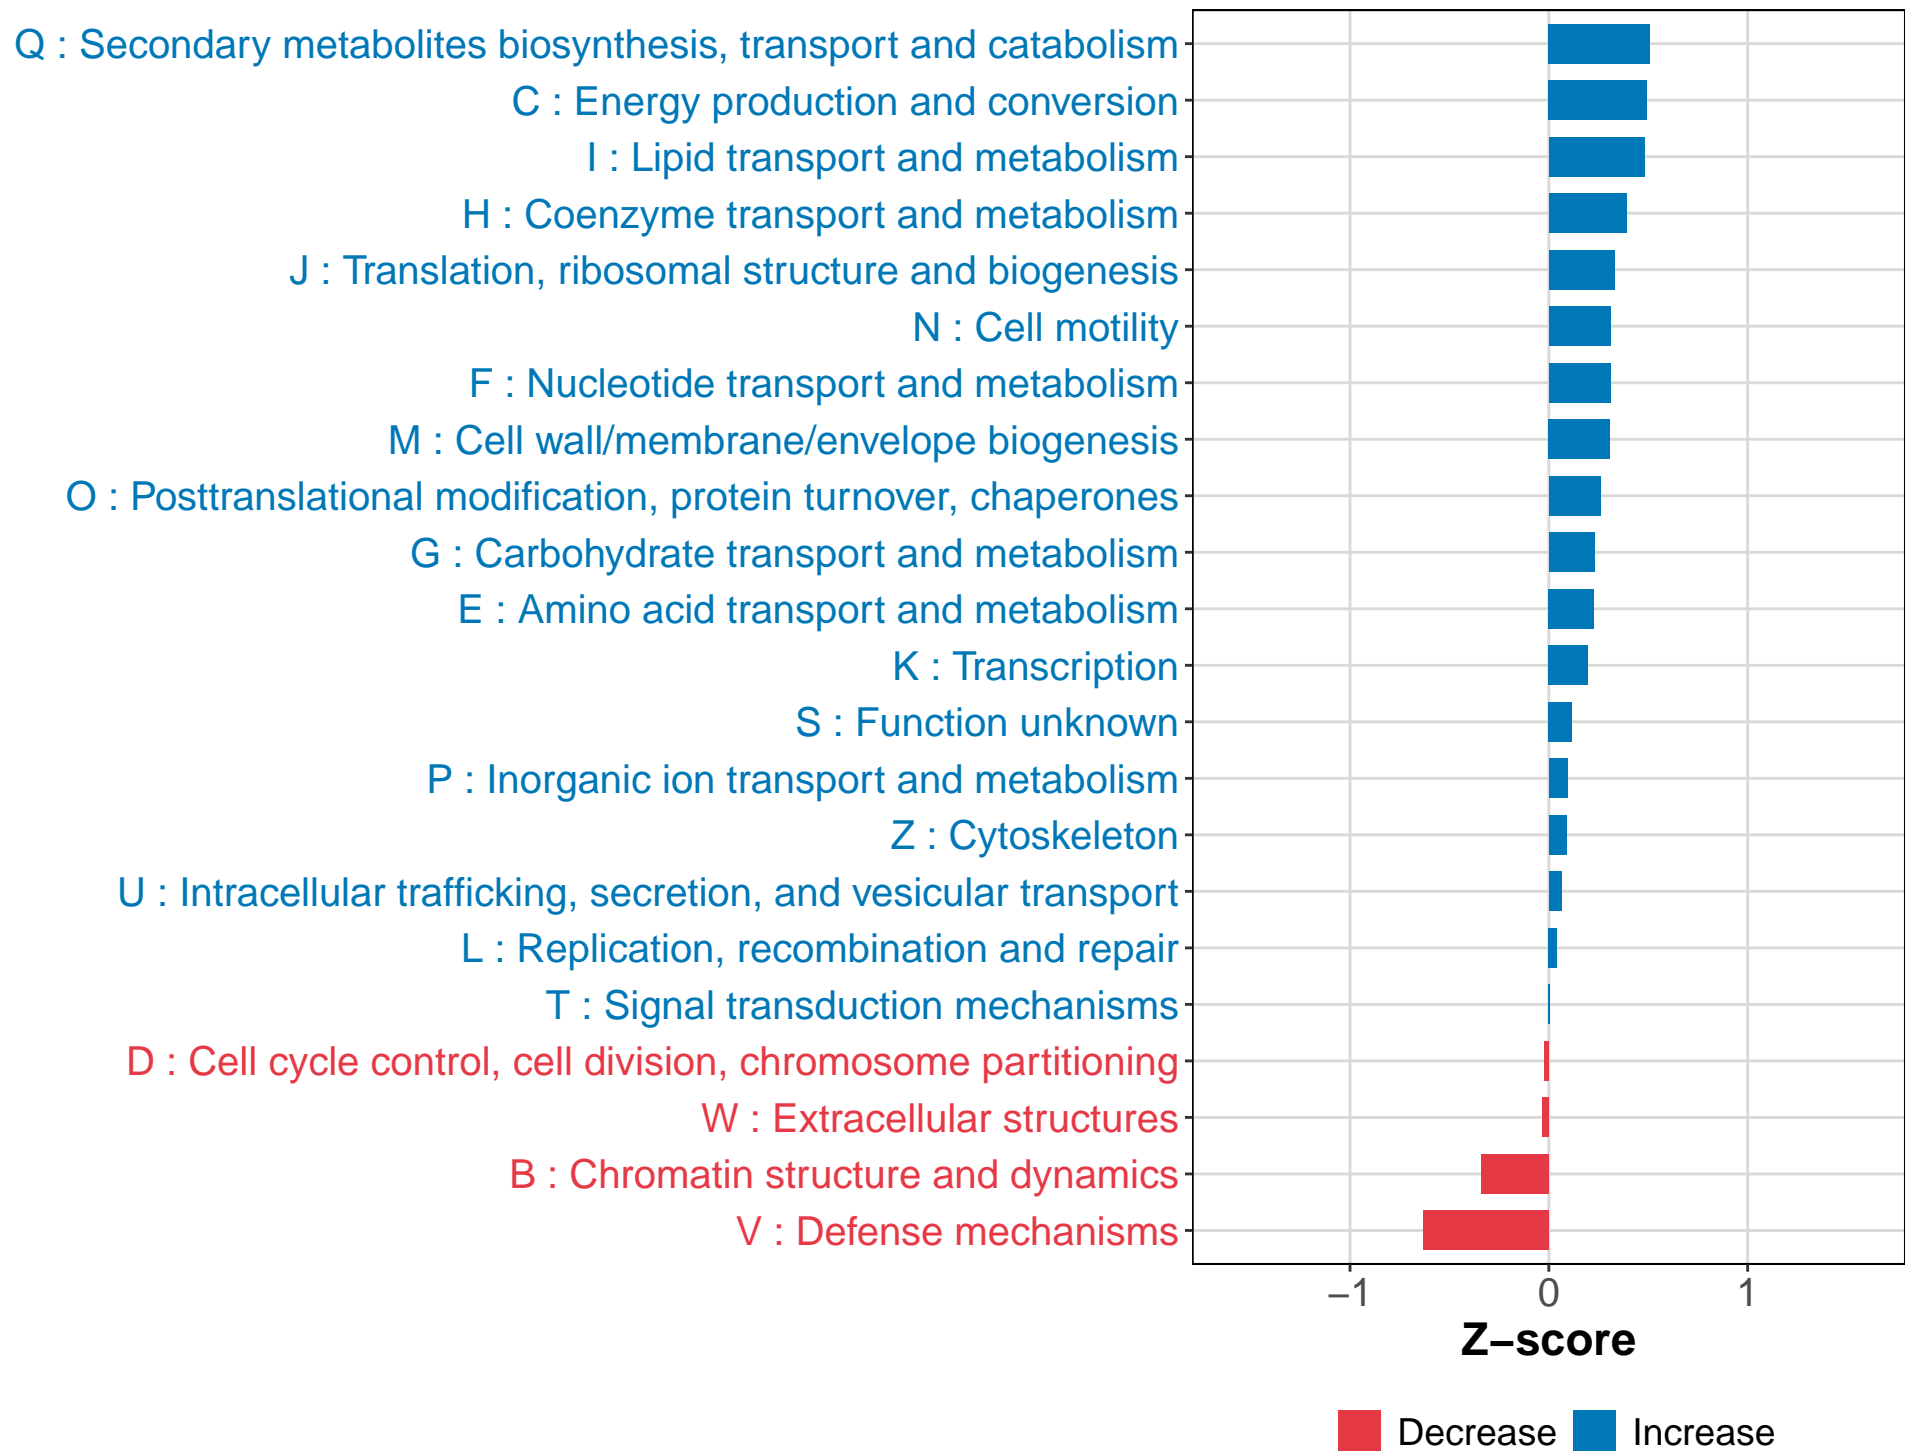 Q : Secondary metabolites biosynthesis, transport and catabolism
C : Energy production and conversion
I : Lipid transport and metabolism
H : Coenzyme transport and metabolism
J : Translation, ribosomal structure and biogenesis
N : Cell motility
F : Nucleotide transport and metabolism
M : Cell wall/membrane/envelope biogenesis
O : Posttranslational modification, protein turnover, chaperones
G : Carbohydrate transport and metabolism
E : Amino acid transport and metabolism
K : Transcription
S : Function unknown
P : Inorganic ion transport and metabolism
Z : Cytoskeleton
U : Intracellular trafficking, secretion, and vesicular transport
L : Replication, recombination and repair
T : Signal transduction mechanisms
D : Cell cycle control, cell division, chromosome partitioning
W : Extracellular structures
B : Chromatin structure and dynamics
V : Defense mechanisms
−1 0 1
Z−score
Decrease Increase